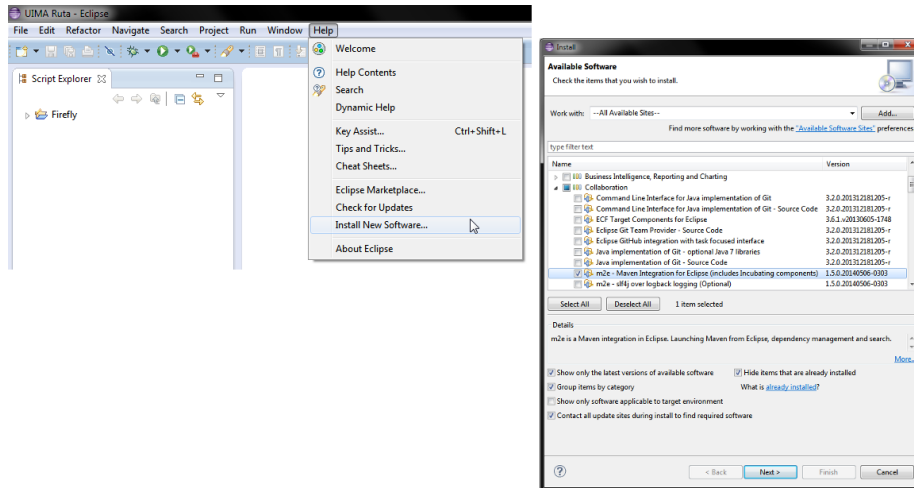 UIMA Ruta - Eclipse
File Edit Refactor Navigate Search Project Run Window Help
Script Explorer
Firefly
Welcome
Help Contents
Search
Dynamic Help
Key Assist... Ctrl+Shift+L
Tips and Tricks...
Cheat Sheets...
Eclipse Marketplace...
Check for Updates
Install New Software...
About Eclipse
Install
Available Software
Check the items that you wish to install.
Work with: --All Available Sites-- Add...
Find more software by working with the "Available Software Sites" preferences
type filter text
Name Version
Business Intelligence, Reporting and Charting
Collaboration
Command Line Interface for Java implementation of Git 3.2.0.201312181205-r
Command Line Interface for Java implementation of Git - Source Code 3.2.0.201312181205-r
ECF Target Components for Eclipse 3.6.1.v20130605-1748
Eclipse Git Team Provider - Source Code 3.2.0.201312181205-r
Eclipse GitHub integration with task focused interface 3.2.0.201312181205-r
Java implementation of Git - optional Java 7 libraries 3.2.0.201312181205-r
Java implementation of Git - Source Code 3.2.0.201312181205-r
m2e - Maven Integration for Eclipse (includes Incubating components) 1.5.0.20140506-0303
m2e - slf4j over logback logging (Optional) 1.5.0.20140506-0303
Select All Deselect All 1 item selected
Details
m2e is a Maven integration in Eclipse. Launching Maven from Eclipse, dependency management and search.
More...
Show only the latest versions of available software Hide items that are already installed
Group items by category What is already installed?
Show only software applicable to target environment
Contact all update sites during install to find required software
< Back Next > Finish Cancel